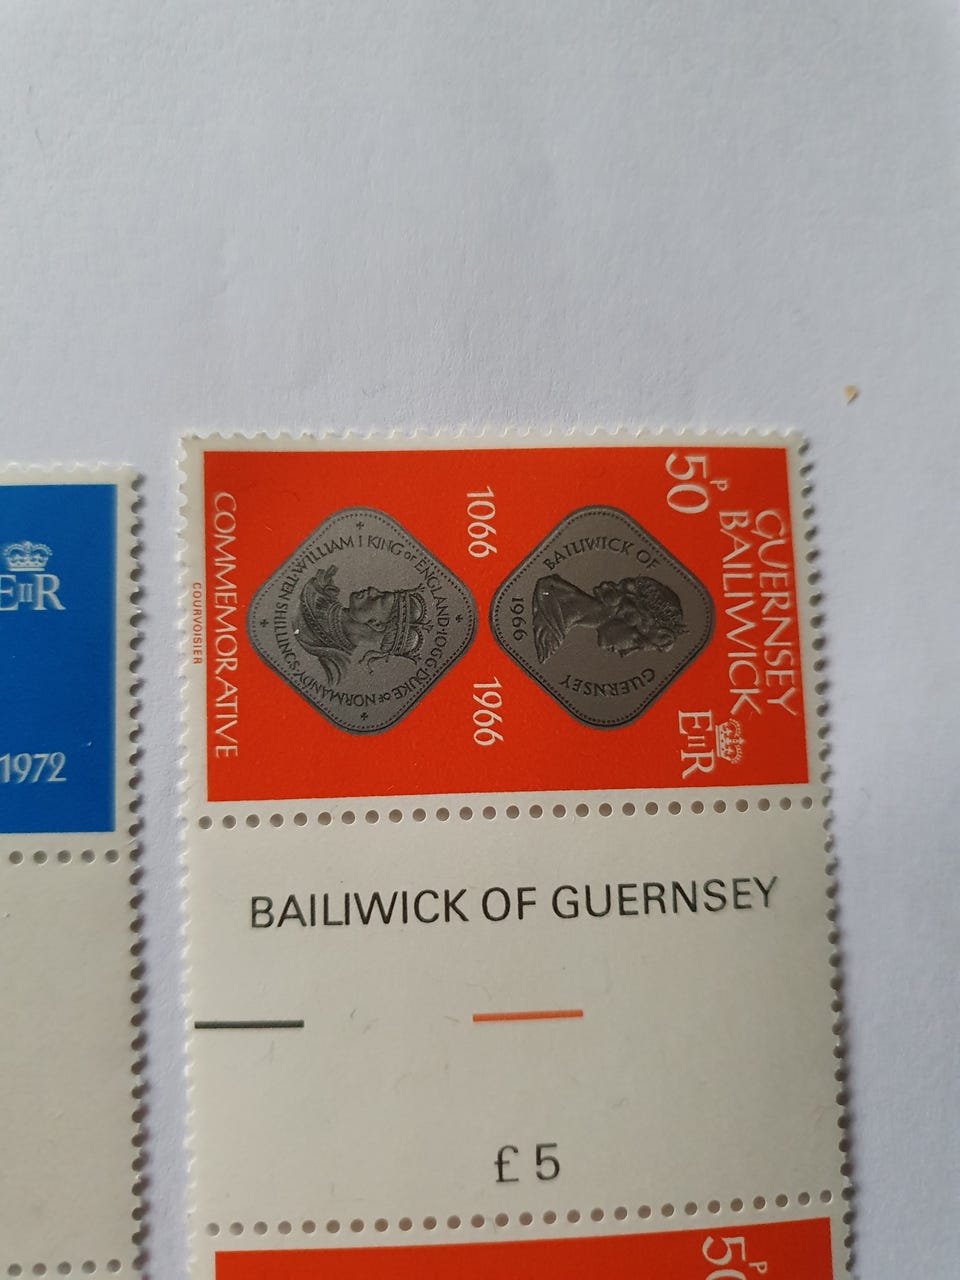 GUERNSEY
BAILIWICK
50P
EIIR
BAILIWICK OF
GUERNSEY
1966
1066
1966
WILLIAM I KING OF ENGLAND·1066·DUKE OF NORMANDY·TEN SHILLINGS·
COMMEMORATIVE
COURVOISIER
BAILIWICK OF GUERNSEY
£5
50P
EIIR
1972